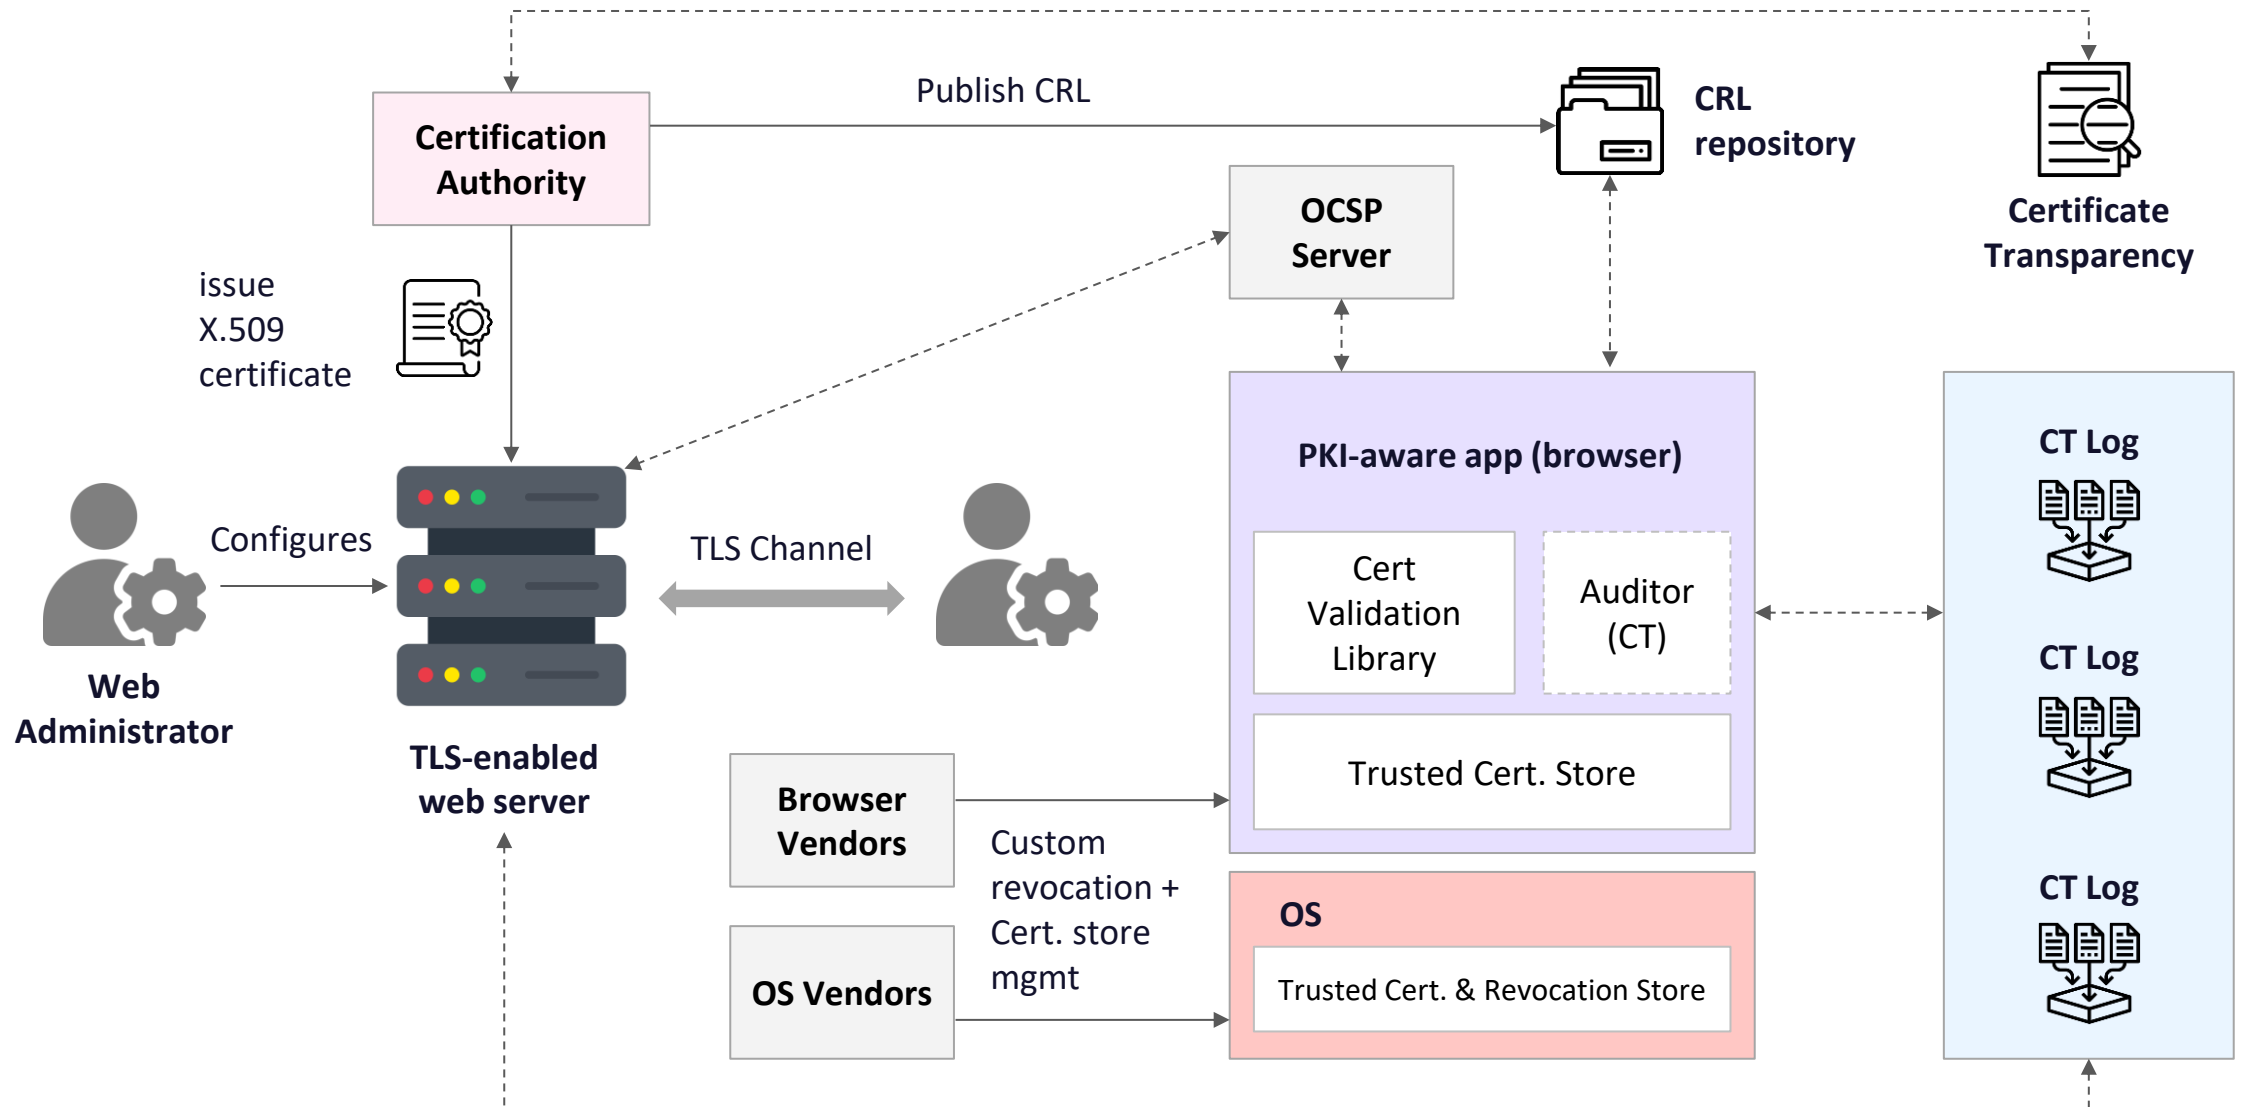 Publish CRL
Certification
Authority
CRL
repository
OCSP
Server
Certificate
Transparency
issue
X.509
certificate
PKI-aware app (browser)
CT Log
Configures
TLS Channel
Cert
Validation
Library
Auditor
(CT)
CT Log
Web
Administrator
TLS-enabled
web server
Trusted Cert. Store
Browser
Vendors
Custom
revocation +
Cert. store
mgmt
CT Log
OS
OS Vendors
Trusted Cert. & Revocation Store